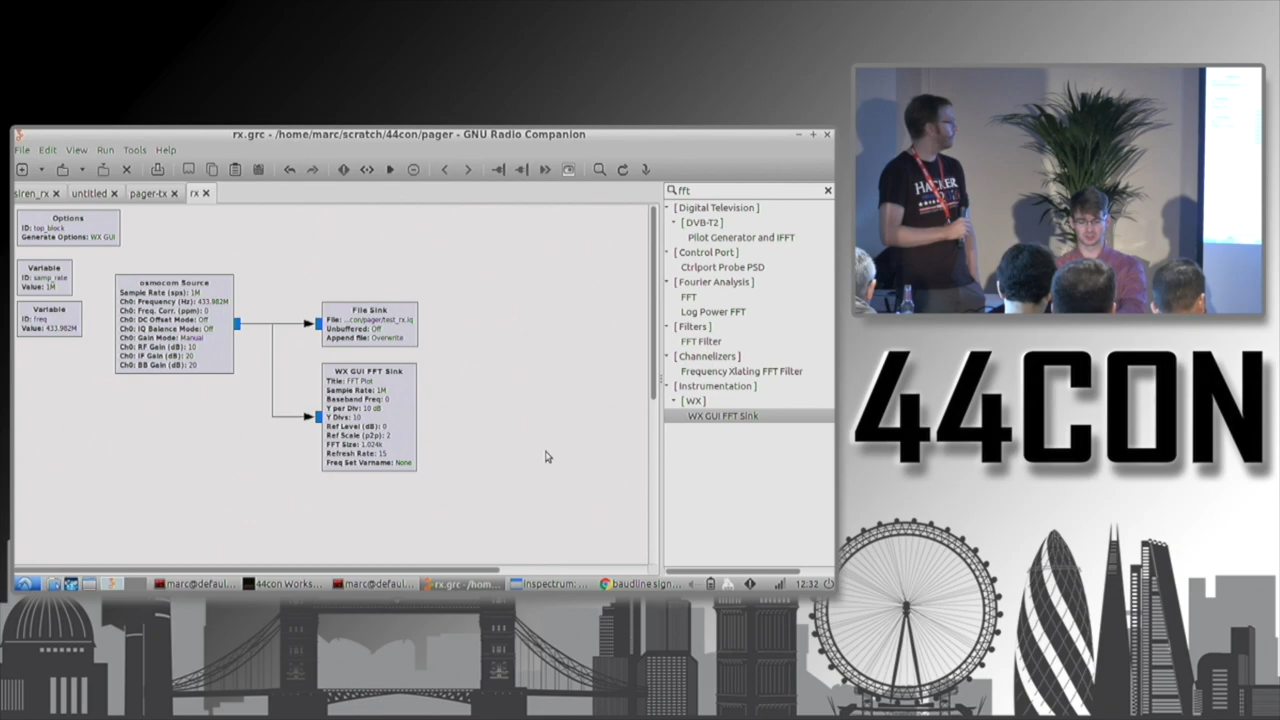 rx.grc - /home/marc/scratch/44con/pager - GNU Radio Companion
File Edit View Run Tools Help
siren_rx untitled pager-tx rx
fft
Options
ID: top_block
Generate Options: WX GUI
Variable
ID: samp_rate
Value: 1M
Variable
ID: freq
Value: 433.982M
osmocom Source
Sample Rate (sps): 1M
Ch0: Frequency (Hz): 433.982M
Ch0: Freq. Corr. (ppm): 0
Ch0: DC Offset Mode: Off
Ch0: IQ Balance Mode: Off
Ch0: Gain Mode: Manual
Ch0: RF Gain (dB): 10
Ch0: IF Gain (dB): 20
Ch0: BB Gain (dB): 20
File Sink
File: ...con/pager/test_rx.iq
Unbuffered: Off
Append file: Overwrite
WX GUI FFT Sink
Title: FFT Plot
Sample Rate: 1M
Baseband Freq: 0
Y per Div: 10 dB
Y Divs: 10
Ref Level (dB): 0
Ref Scale (p2p): 2
FFT Size: 1.024k
Refresh Rate: 15
Freq Set Varname: None
[ Digital Television ]
[ DVB-T2 ]
Pilot Generator and IFFT
[ Control Port ]
Ctrlport Probe PSD
[ Fourier Analysis ]
FFT
Log Power FFT
[ Filters ]
FFT Filter
[ Channelizers ]
Frequency Xlating FFT Filter
[ Instrumentation ]
[ WX ]
WX GUI FFT Sink
marc@defaul... 44con Works... marc@defaul... rx.grc - /hom... Inspectrum: ... baudline sign... 12:32
HACKER
44CON